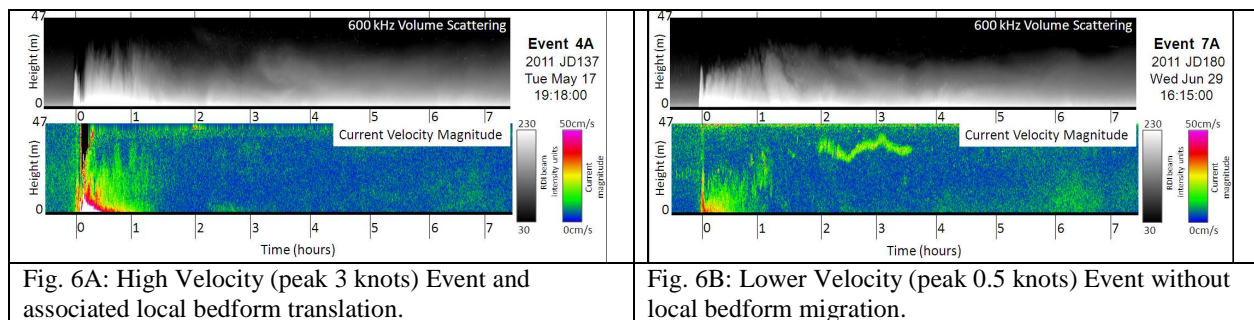 47
600 kHz Volume Scattering
Height (m)
0
0 1 2 3 4 5 6 7
47
Current Velocity Magnitude
Height (m)
0
0 1 2 3 4 5 6 7
Time (hours)
Event 4A
2011 JD137
Tue May 17
19:18:00
230
RDI beam
intensity units
30
50cm/s
Current
magnitude
0cm/s
Fig. 6A: High Velocity (peak 3 knots) Event and
associated local bedform translation.
47
600 kHz Volume Scattering
Height (m)
0
0 1 2 3 4 5 6 7
47
Current Velocity Magnitude
Height (m)
0
0 1 2 3 4 5 6 7
Time (hours)
Event 7A
2011 JD180
Wed Jun 29
16:15:00
230
RDI beam
intensity units
30
50cm/s
Current
magnitude
0cm/s
Fig. 6B: Lower Velocity (peak 0.5 knots) Event without
local bedform migration.